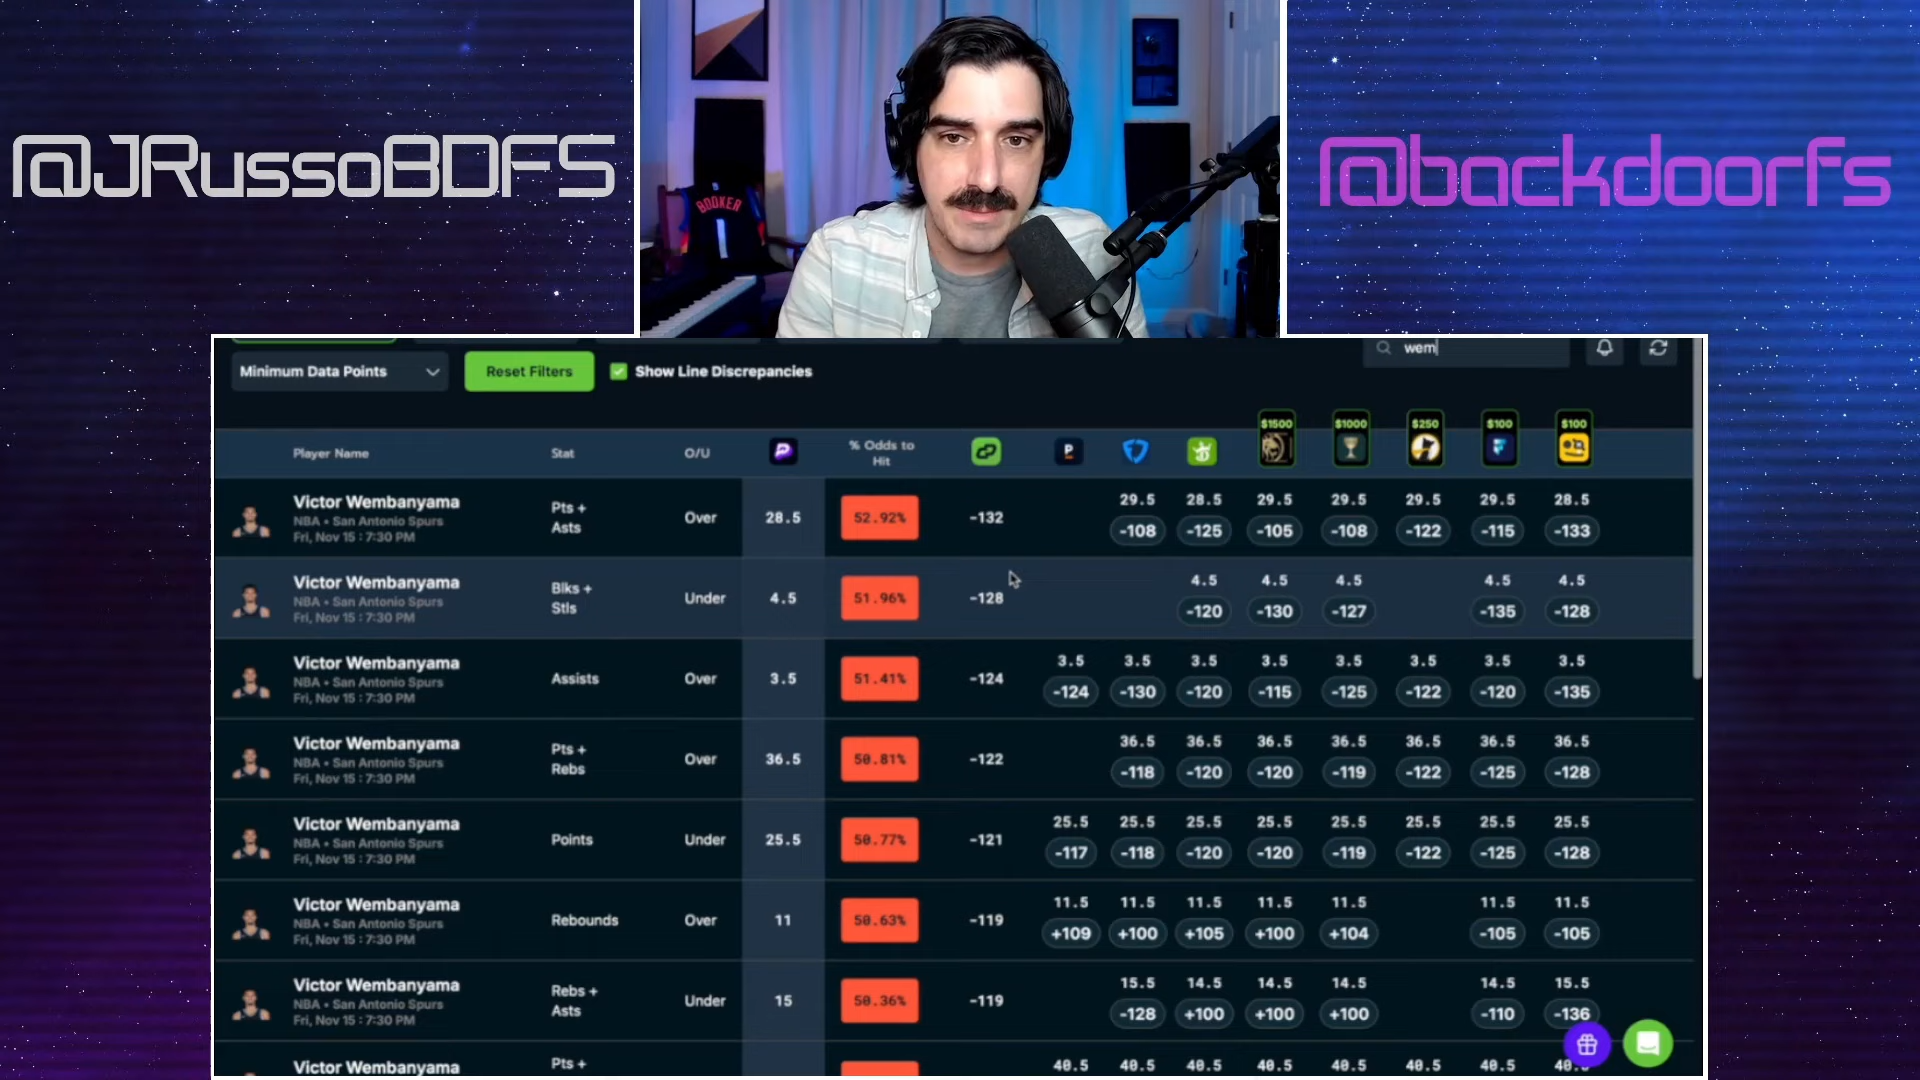 @JRussoBDFS
@backdoorfs
BOOKER
Minimum Data Points
Reset Filters
Show Line Discrepancies
wem
$1500 $1000 $250 $100 $100
Player Name Stat O/U % Odds to
Hit
Victor Wembanyama
NBA • San Antonio Spurs
Fri, Nov 15 : 7:30 PM
Pts +
Asts
Over 28.5 52.92% -132
29.5 28.5 29.5 29.5 29.5 29.5 28.5
-108 -125 -105 -108 -122 -115 -133
Victor Wembanyama
NBA • San Antonio Spurs
Fri, Nov 15 : 7:30 PM
Blks +
Stls
Under 4.5 51.96% -128
4.5 4.5 4.5 4.5 4.5
-120 -130 -127 -135 -128
Victor Wembanyama
NBA • San Antonio Spurs
Fri, Nov 15 : 7:30 PM
Assists Over 3.5 51.41% -124
3.5 3.5 3.5 3.5 3.5 3.5 3.5 3.5
-124 -130 -120 -115 -125 -122 -120 -135
Victor Wembanyama
NBA • San Antonio Spurs
Fri, Nov 15 : 7:30 PM
Pts +
Rebs
Over 36.5 50.81% -122
36.5 36.5 36.5 36.5 36.5 36.5 36.5
-118 -120 -120 -119 -122 -125 -128
Victor Wembanyama
NBA • San Antonio Spurs
Fri, Nov 15 : 7:30 PM
Points Under 25.5 50.77% -121
25.5 25.5 25.5 25.5 25.5 25.5 25.5 25.5
-117 -118 -120 -120 -119 -122 -125 -128
Victor Wembanyama
NBA • San Antonio Spurs
Fri, Nov 15 : 7:30 PM
Rebounds Over 11 50.63% -119
11.5 11.5 11.5 11.5 11.5 11.5 11.5
+109 +100 +105 +100 +104 -105 -105
Victor Wembanyama
NBA • San Antonio Spurs
Fri, Nov 15 : 7:30 PM
Rebs +
Asts
Under 15 50.36% -119
15.5 14.5 14.5 14.5 14.5 15.5
-128 +100 +100 +100 -110 -136
Victor Wembanyama
Pts +
40.5 40.5 40.5 40.5 40.5 40.5 40.5